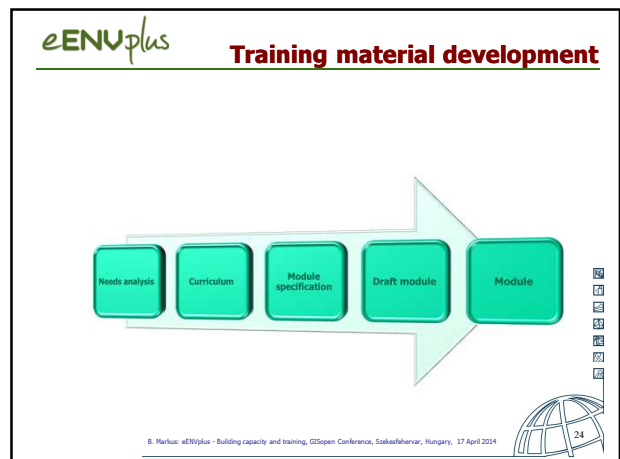 eENVplus
Training material development
Needs analysis
Curriculum
Module
specification
Draft module
Module
B. Markus: eENVplus - Building capacity and training, GISopen Conference, Szekesfehervar, Hungary, 17 April 2014
24